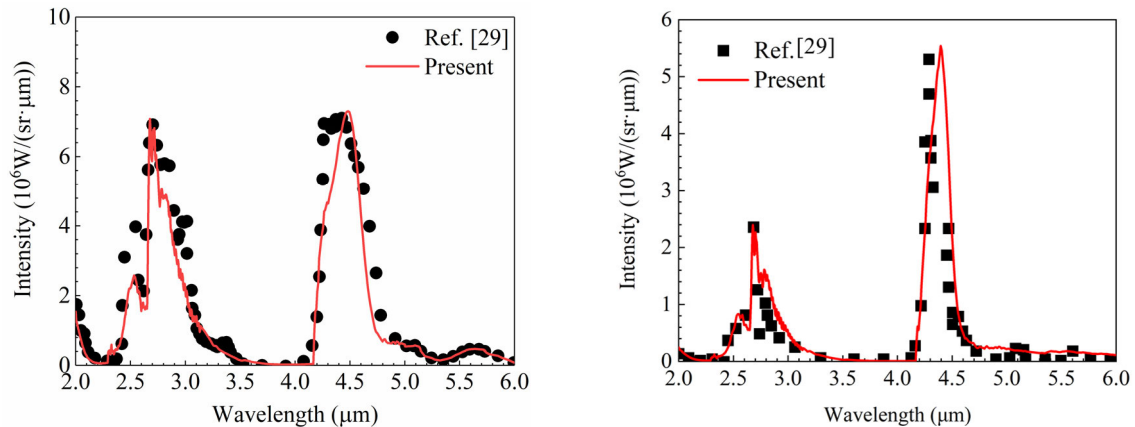 10
8
6
4
2
0
Intensity (10⁶W/(sr·μm))
Ref. [29]
Present
2.0 2.5 3.0 3.5 4.0 4.5 5.0 5.5 6.0
Wavelength (μm)
6
5
4
3
2
1
0
Intensity (10⁶W/(sr·μm))
Ref.[29]
Present
2.0 2.5 3.0 3.5 4.0 4.5 5.0 5.5 6.0
Wavelength (μm)